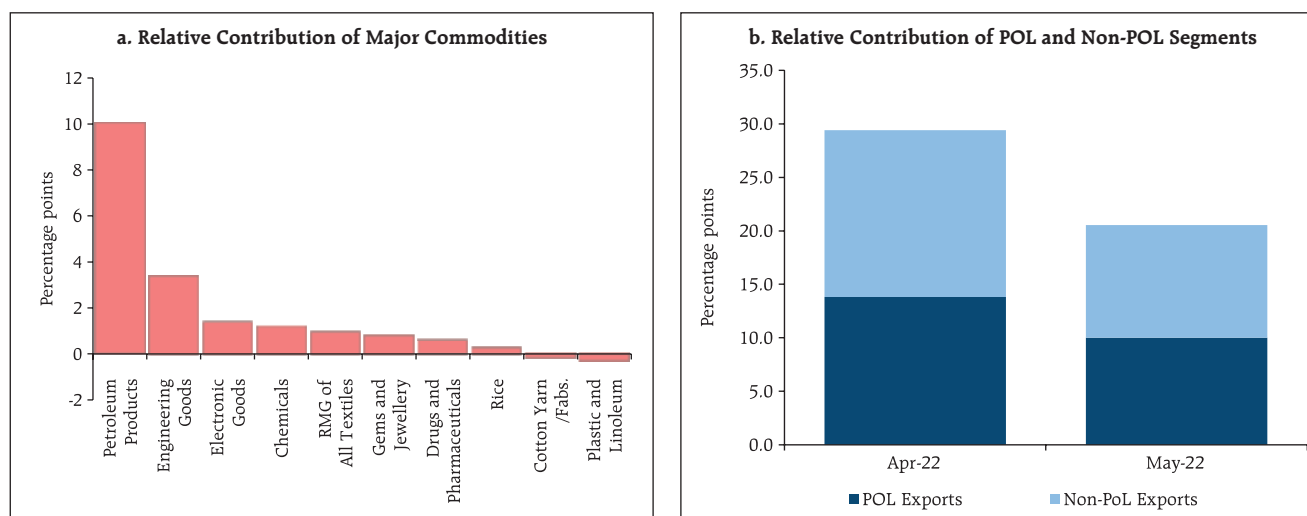 a. Relative Contribution of Major Commodities
Percentage points
12
10
8
6
4
2
0
-2
Petroleum
Products
Engineering
Goods
Electronic
Goods
Chemicals
RMG of
All Textiles
Gems and
Jewellery
Drugs and
Pharmaceuticals
Rice
Cotton Yarn
/Fabs.
Plastic and
Linoleum
b. Relative Contribution of POL and Non-POL Segments
Percentage points
35.0
30.0
25.0
20.0
15.0
10.0
5.0
0.0
Apr-22 May-22
POL Exports Non-PoL Exports